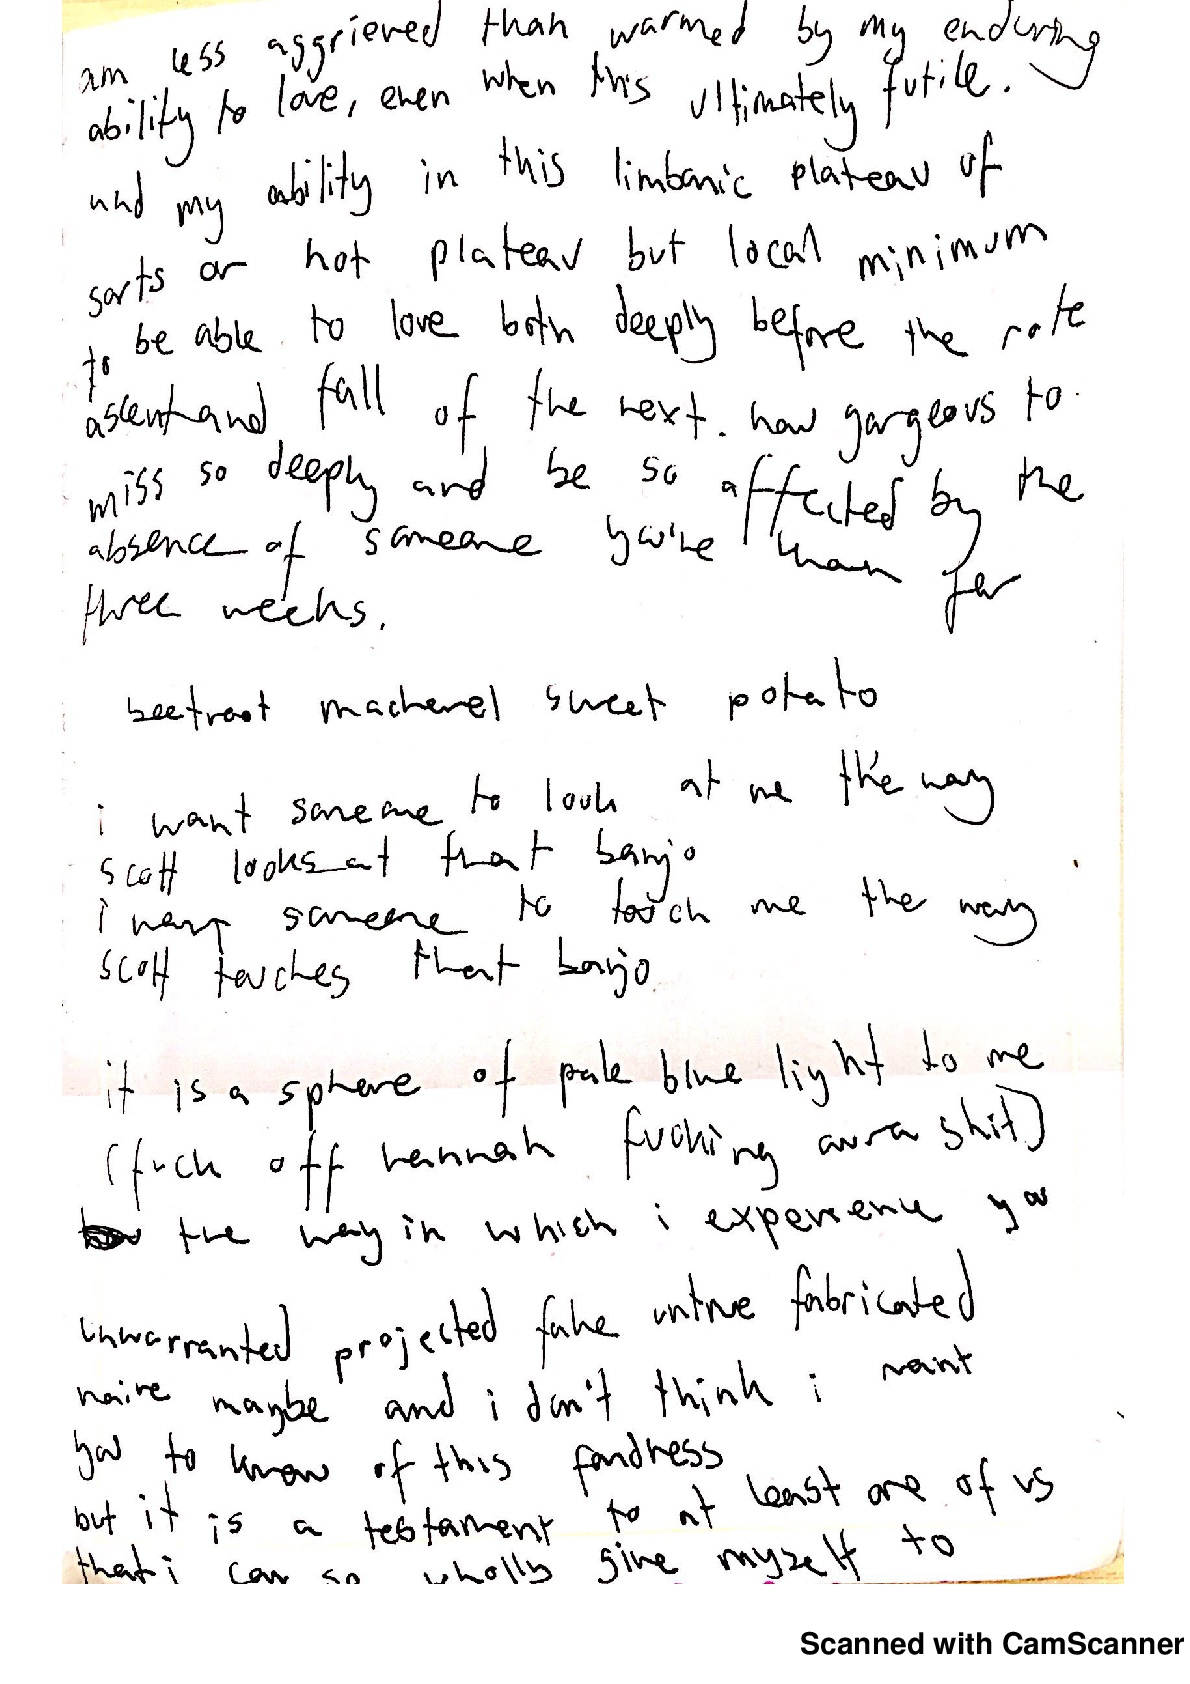 am less aggrieved than warmed by my enduring
ability to love, even when this ultimately futile.
and my ability in this limbanic plateau of
sorts or not plateau but local minimum
to be able to love both deeply before the rote
ascent and fall of the next. how gorgeous to
miss so deeply and be so affected by the
absence of someone you've known for
three weeks.
beetroot mackerel sweet potato
i want someone to look at me the way
scott looks at that banjo
i want someone to touch me the way
scott touches that banjo
it is a sphere of pale blue light to me
(fuck off hannah fucking aura shit)
the way in which i experience you
unwarranted projected fake untrue fabricated
naive maybe and i don't think i want
you to know of this fondness
but it is a testament to at least one of us
that i can so wholly give myself to
Scanned with CamScanner